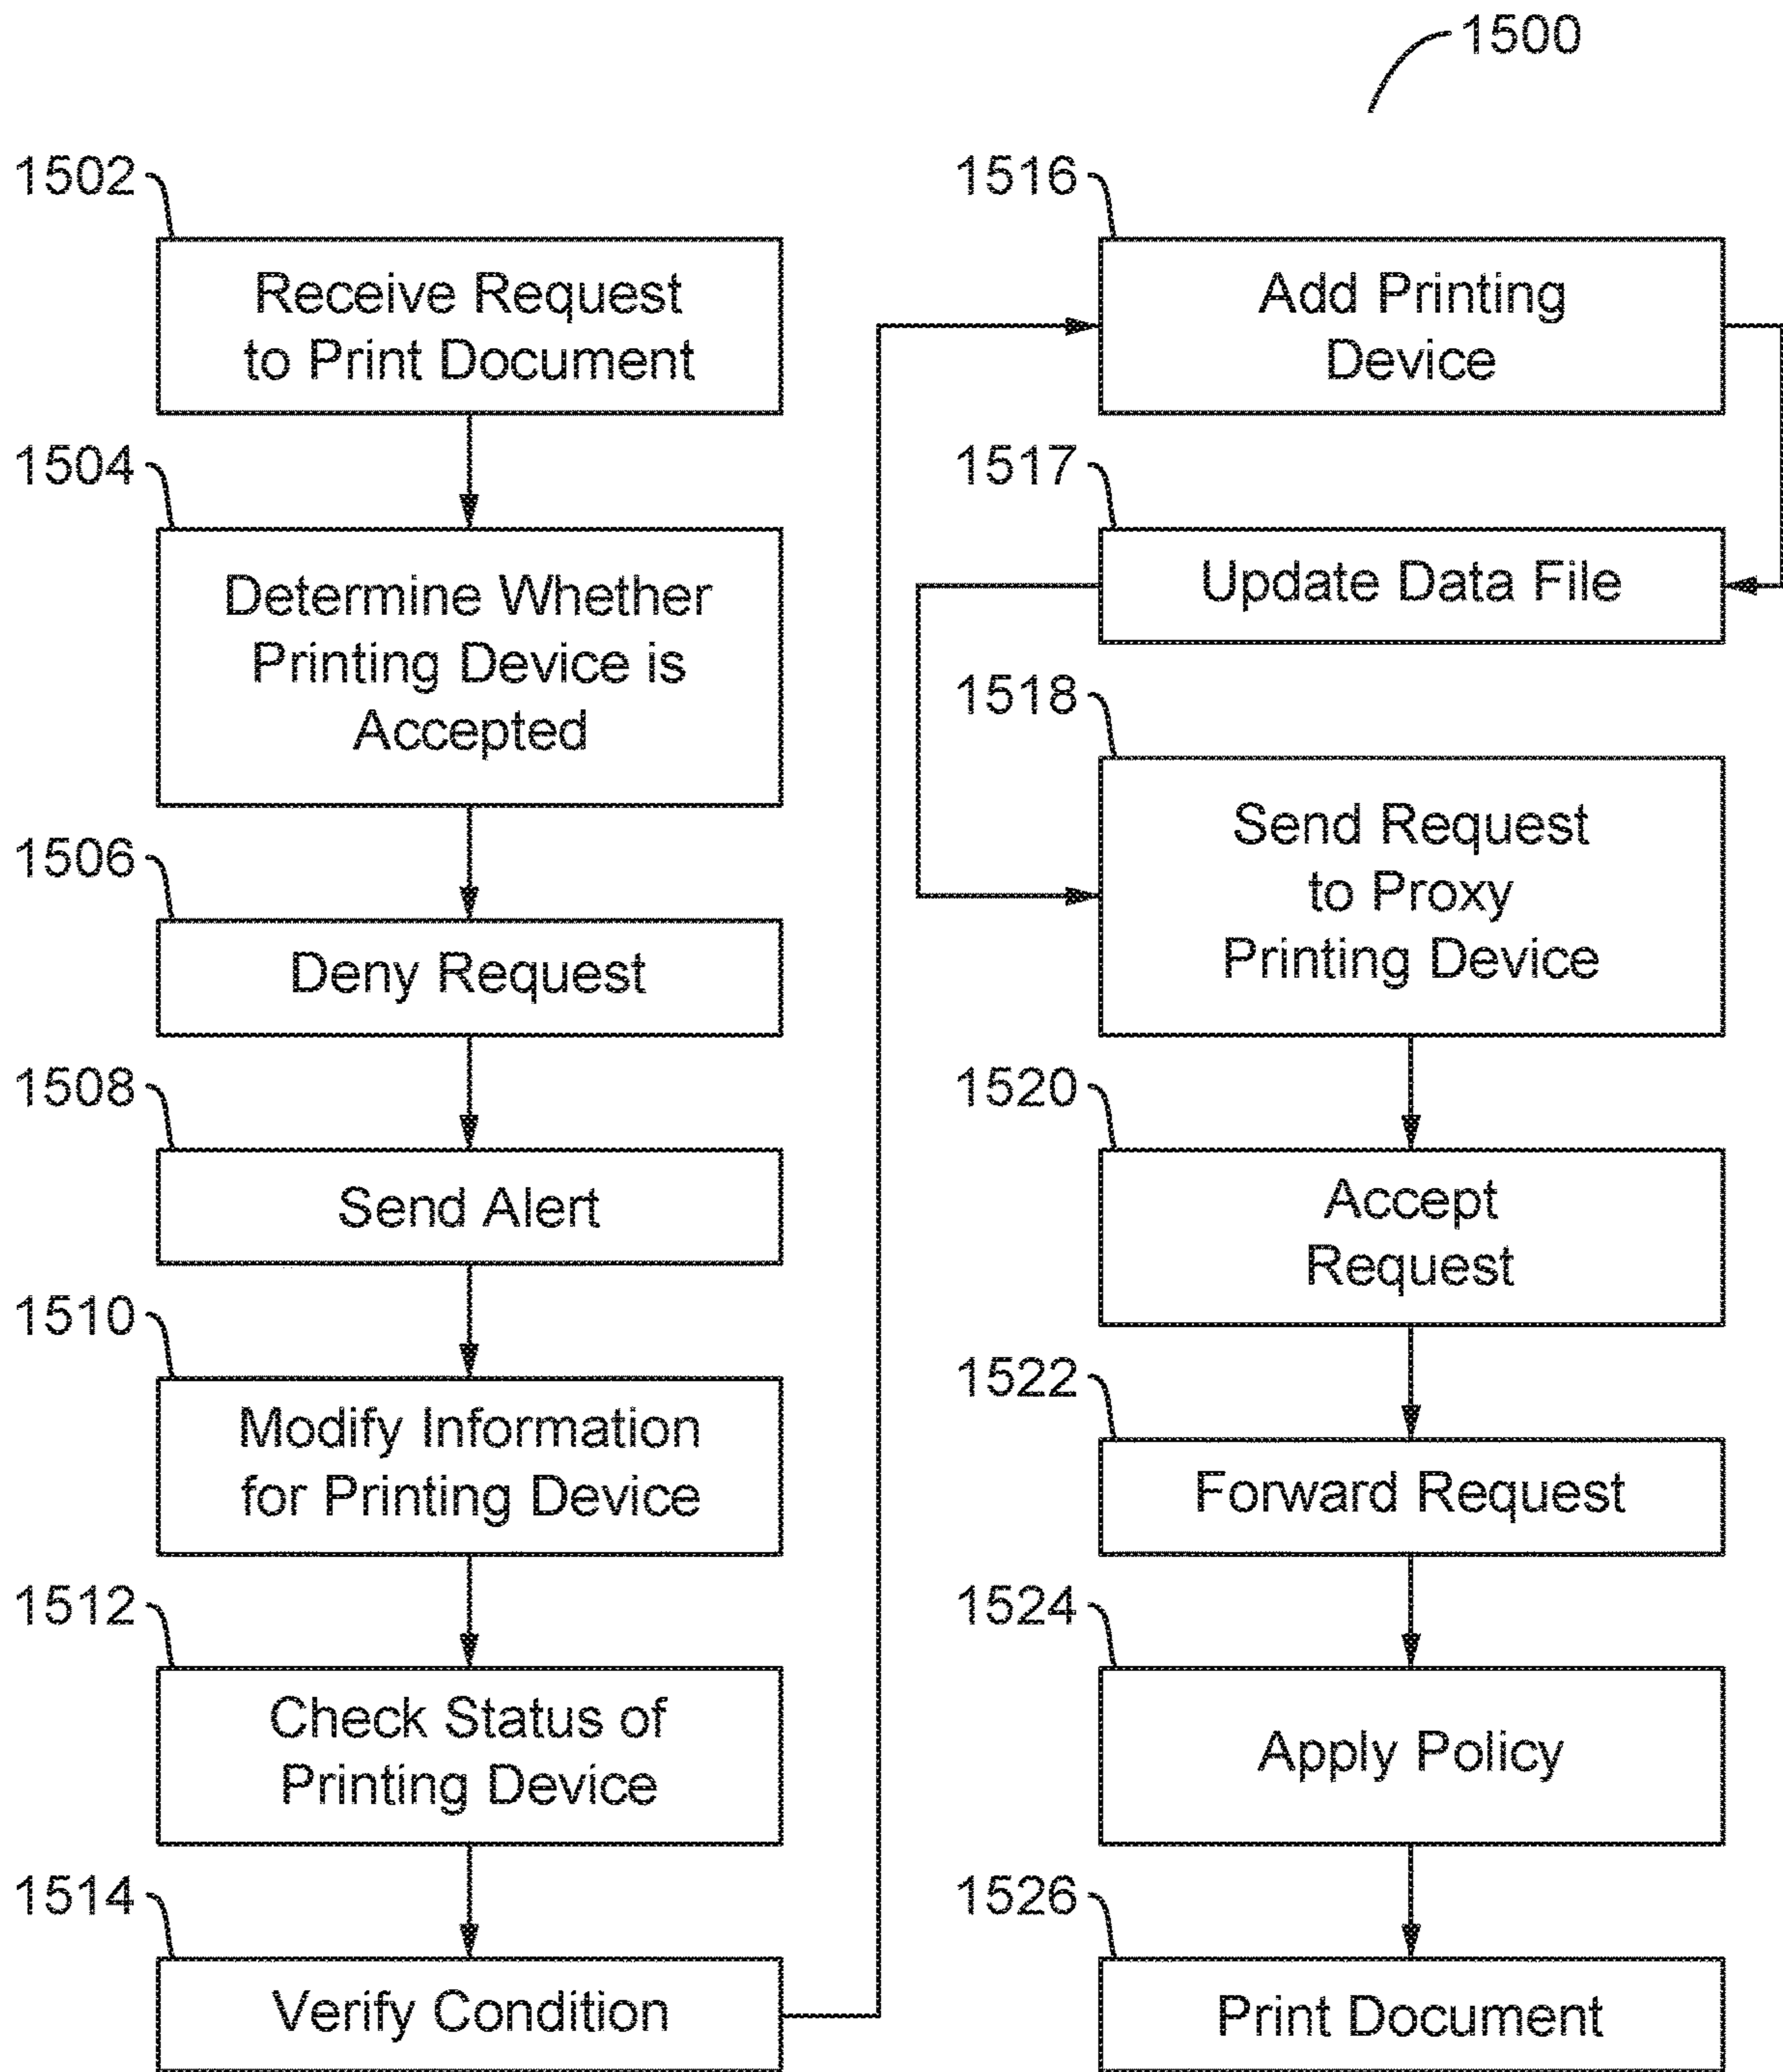 1500
1502
Receive Request
to Print Document
1504
Determine Whether
Printing Device is
Accepted
1506
Deny Request
1508
Send Alert
1510
Modify Information
for Printing Device
1512
Check Status of
Printing Device
1514
Verify Condition
1516
Add Printing
Device
1517
Update Data File
1518
Send Request
to Proxy
Printing Device
1520
Accept
Request
1522
Forward Request
1524
Apply Policy
1526
Print Document